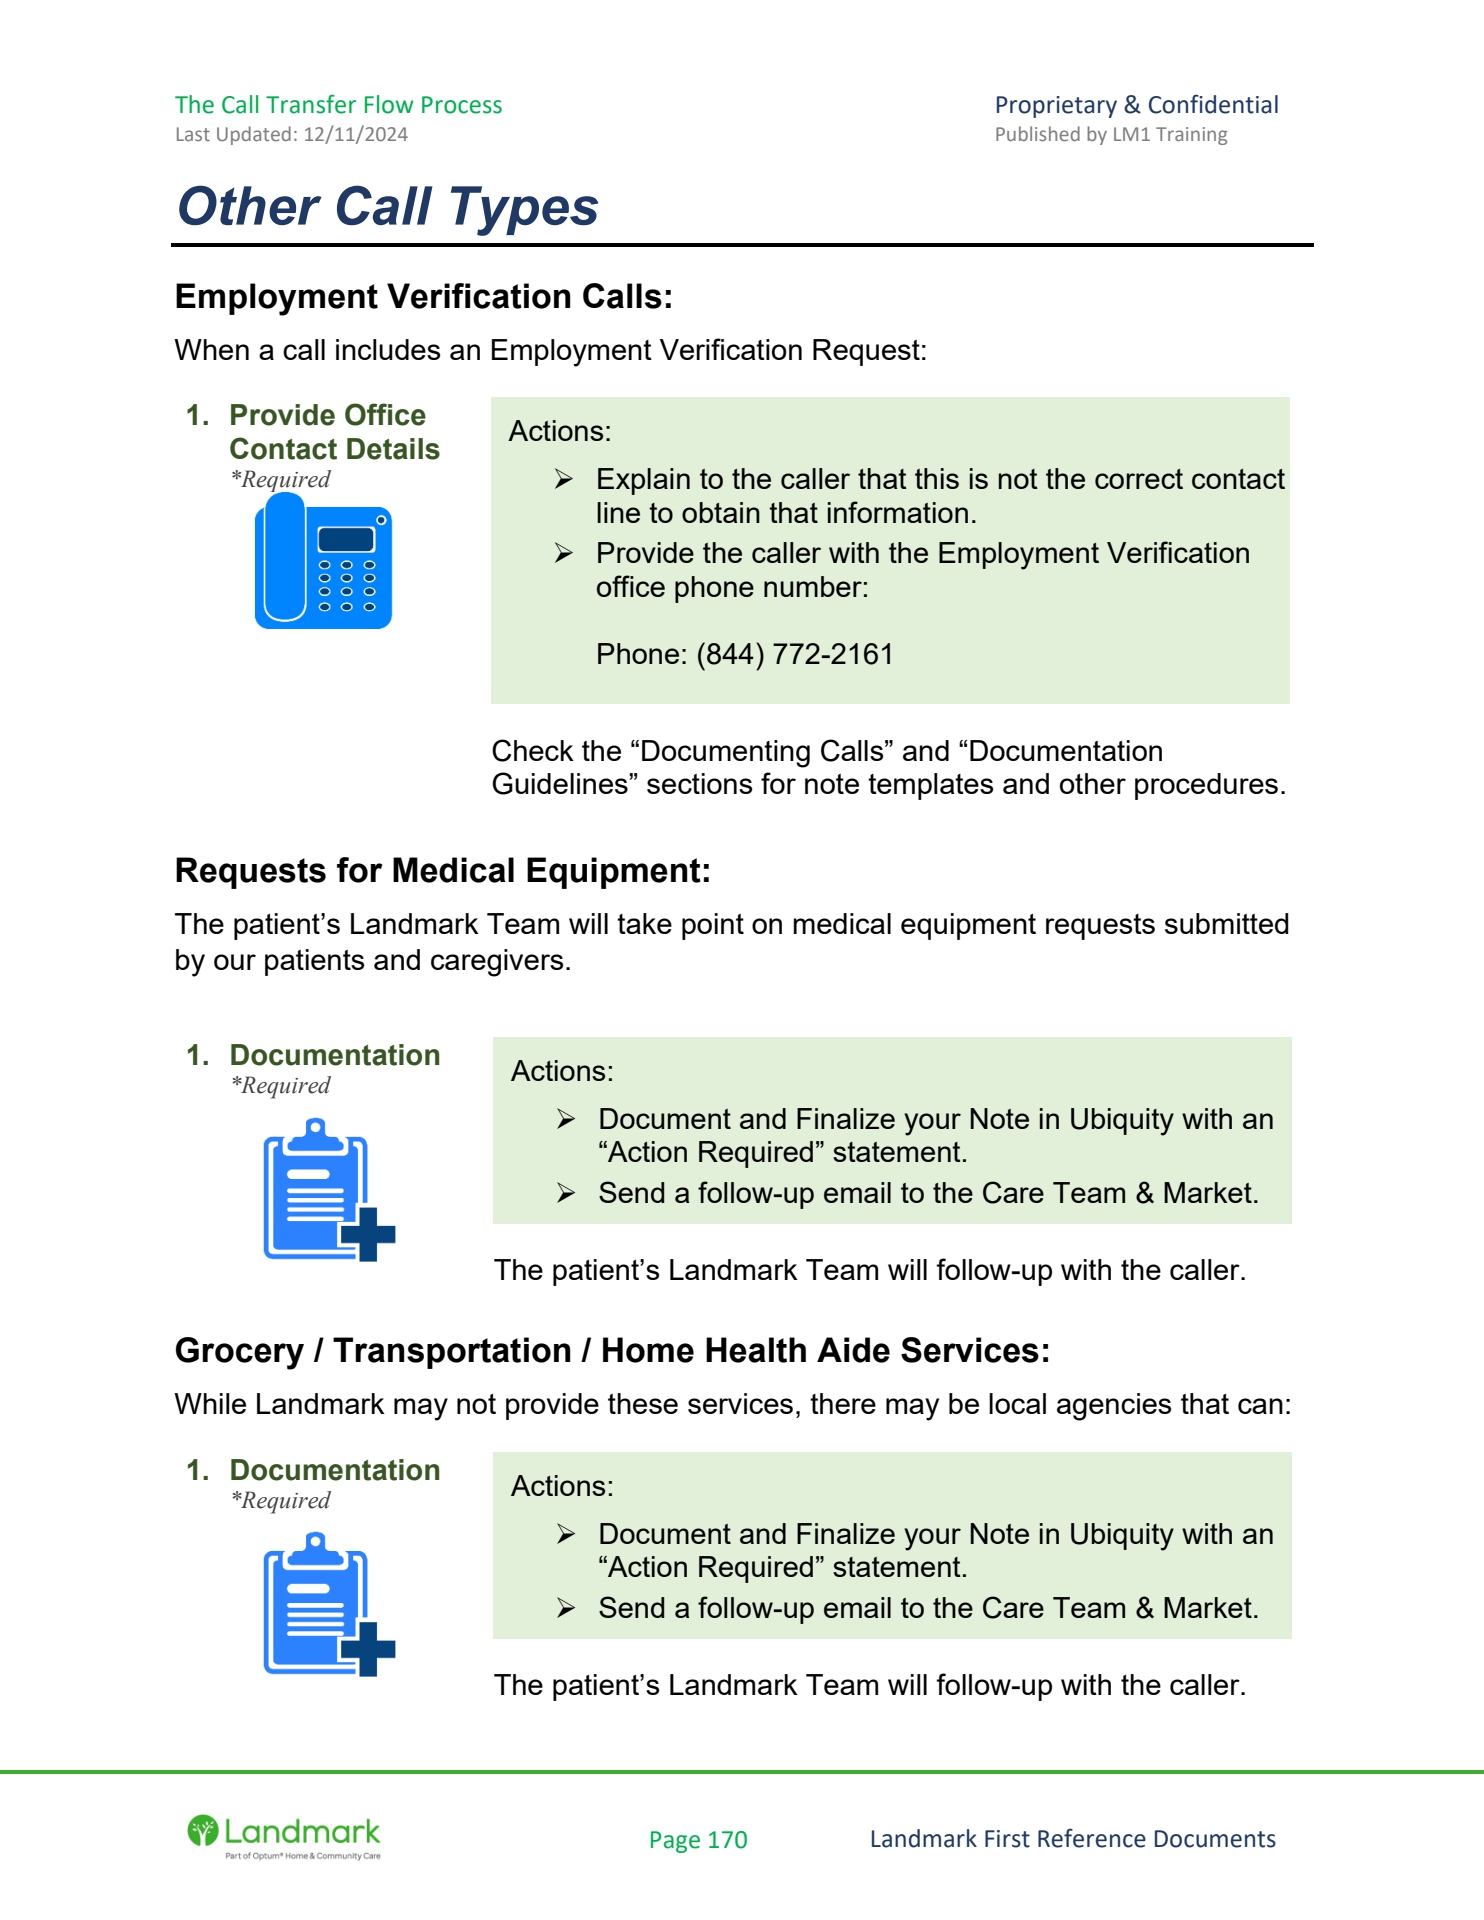 The Call Transfer Flow Process
Proprietary & Confidential
Last Updated: 12/11/2024
Published by LM1 Training
Other Call Types
Employment Verification Calls:
When a call includes an Employment Verification Request:
1. Provide Office
Contact Details
*Required
Actions:
➢ Explain to the caller that this is not the correct contact
line to obtain that information.
➢ Provide the caller with the Employment Verification
office phone number:
Phone: (844) 772-2161
Check the “Documenting Calls” and “Documentation
Guidelines” sections for note templates and other procedures.
Requests for Medical Equipment:
The patient’s Landmark Team will take point on medical equipment requests submitted
by our patients and caregivers.
1. Documentation
*Required
Actions:
➢ Document and Finalize your Note in Ubiquity with an
“Action Required” statement.
➢ Send a follow-up email to the Care Team & Market.
The patient’s Landmark Team will follow-up with the caller.
Grocery / Transportation / Home Health Aide Services:
While Landmark may not provide these services, there may be local agencies that can:
1. Documentation
*Required
Actions:
➢ Document and Finalize your Note in Ubiquity with an
“Action Required” statement.
➢ Send a follow-up email to the Care Team & Market.
The patient’s Landmark Team will follow-up with the caller.
Landmark
Part of Optum® Home & Community Care
Page 170
Landmark First Reference Documents